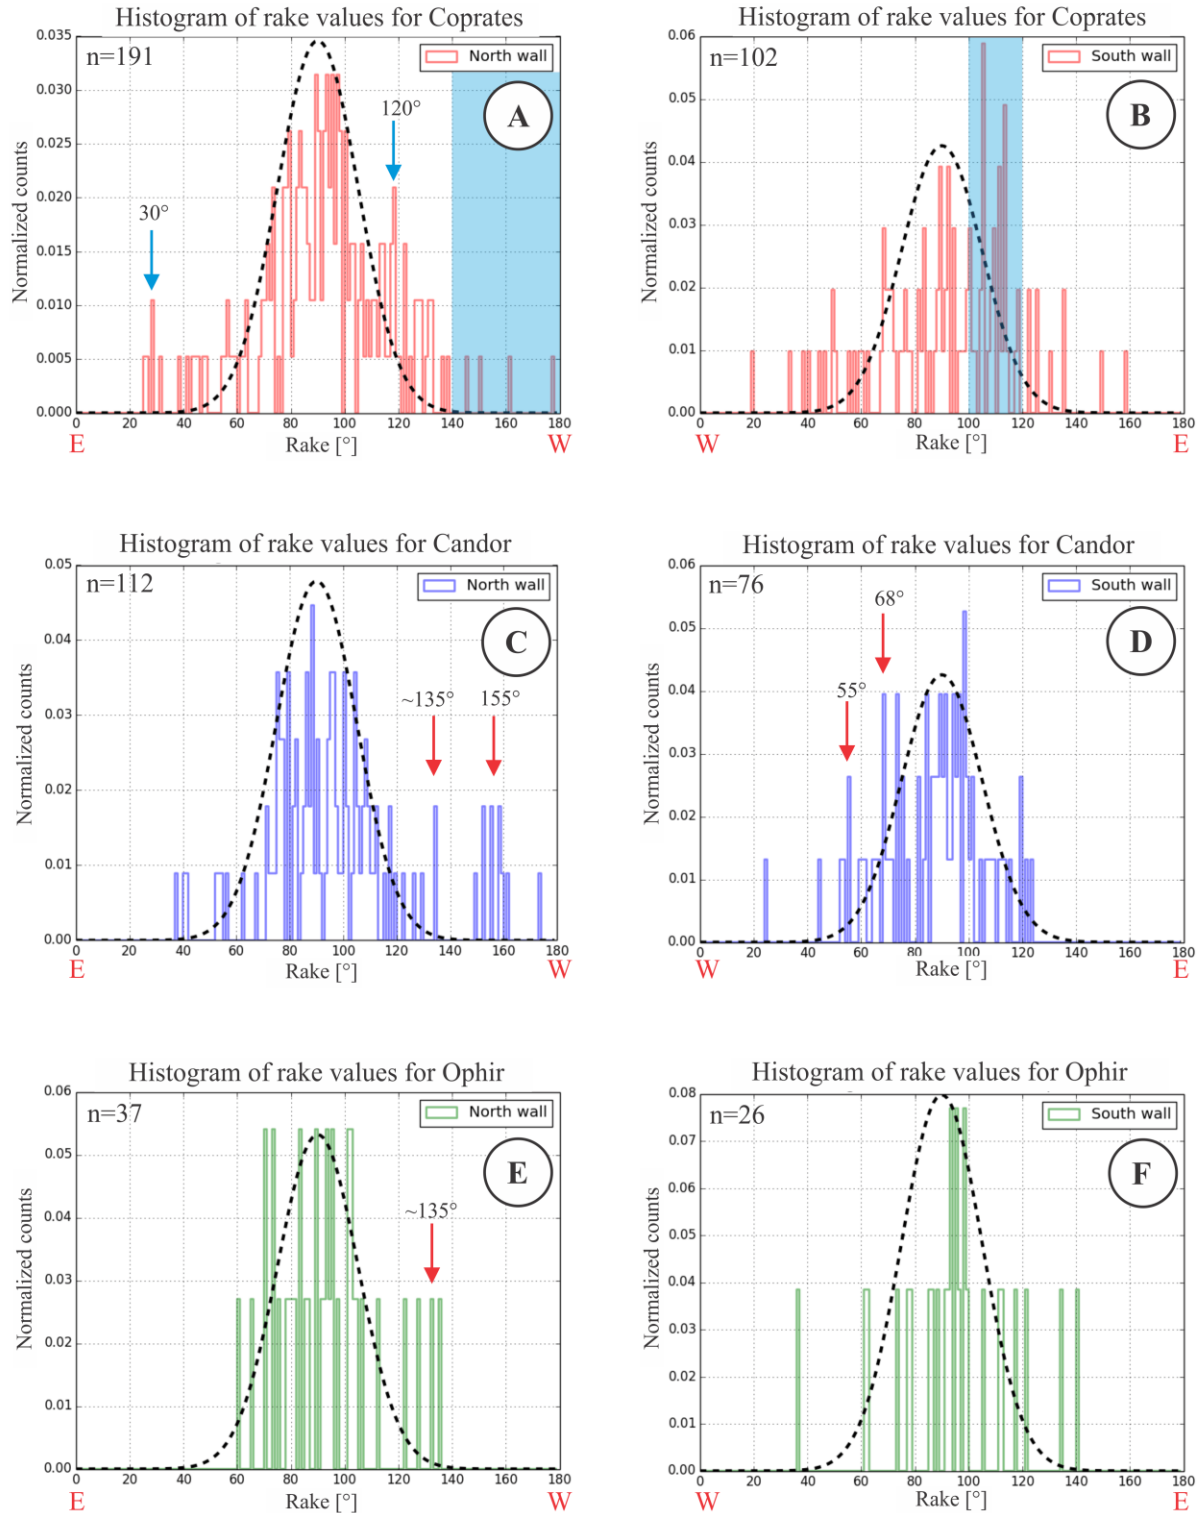 Histogram of rake values for Coprates
0.035
0.030
0.025
0.020
0.015
0.010
0.005
0.000
Normalized counts
n=191
North wall
A
30°
120°
0 20 40 60 80 100 120 140 160 180
E Rake [°] W
Histogram of rake values for Coprates
0.06
0.05
0.04
0.03
0.02
0.01
0.00
Normalized counts
n=102
South wall
B
0 20 40 60 80 100 120 140 160 180
W Rake [°] E
Histogram of rake values for Candor
0.05
0.04
0.03
0.02
0.01
0.00
Normalized counts
n=112
North wall
C
~135° 155°
0 20 40 60 80 100 120 140 160 180
E Rake [°] W
Histogram of rake values for Candor
0.06
0.05
0.04
0.03
0.02
0.01
0.00
Normalized counts
n=76
South wall
D
68°
55°
0 20 40 60 80 100 120 140 160 180
W Rake [°] E
Histogram of rake values for Ophir
0.06
0.05
0.04
0.03
0.02
0.01
0.00
Normalized counts
n=37
North wall
E
~135°
0 20 40 60 80 100 120 140 160 180
E Rake [°] W
Histogram of rake values for Ophir
0.08
0.07
0.06
0.05
0.04
0.03
0.02
0.01
0.00
Normalized counts
n=26
South wall
F
0 20 40 60 80 100 120 140 160 180
W Rake [°] E